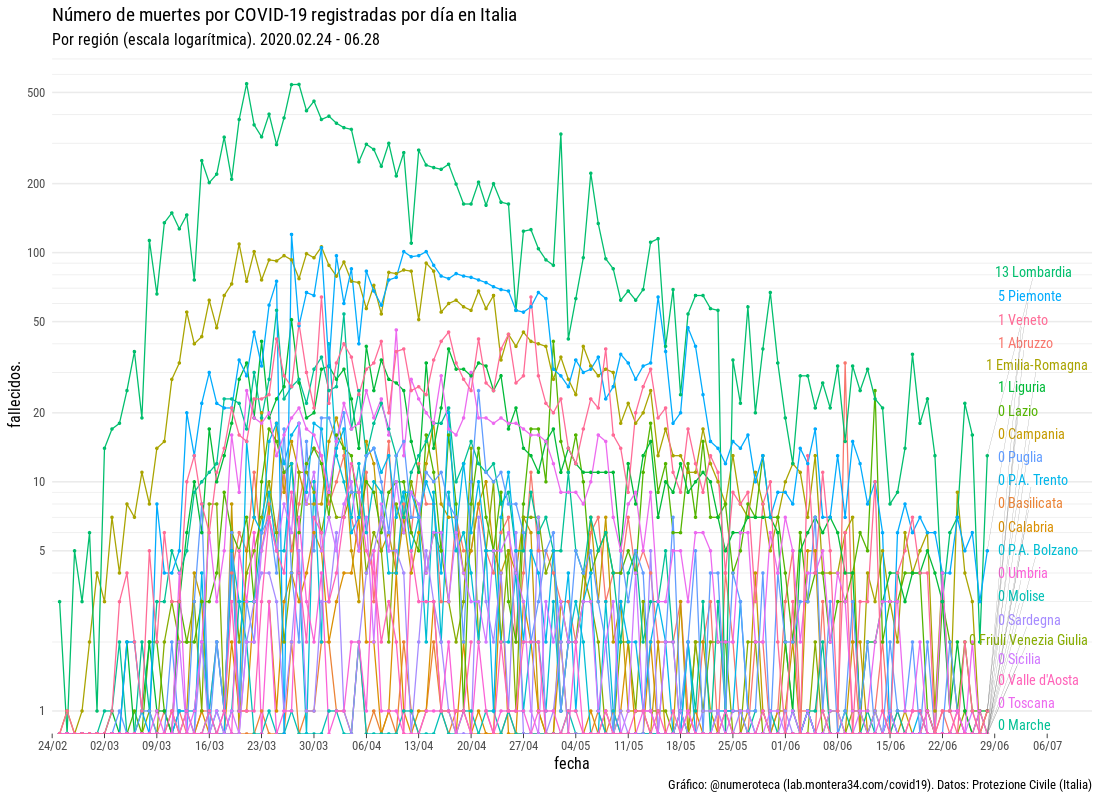 Número de muertes por COVID-19 registradas por día en Italia
Por región (escala logarítmica). 2020.02.24 - 06.28
fallecidos.
500
200
100
50
20
10
5
1
13 Lombardia
5 Piemonte
1 Veneto
1 Abruzzo
1 Emilia-Romagna
1 Liguria
0 Lazio
0 Campania
0 Puglia
0 P.A. Trento
0 Basilicata
0 Calabria
0 P.A. Bolzano
0 Umbria
0 Molise
0 Sardegna
0 Friuli Venezia Giulia
0 Sicilia
0 Valle d'Aosta
0 Toscana
0 Marche
24/02 02/03 09/03 16/03 23/03 30/03 06/04 13/04 20/04 27/04 04/05 11/05 18/05 25/05 01/06 08/06 15/06 22/06 29/06 06/07
fecha
Gráfico: @numeroteca (lab.montera34.com/covid19). Datos: Protezione Civile (Italia)